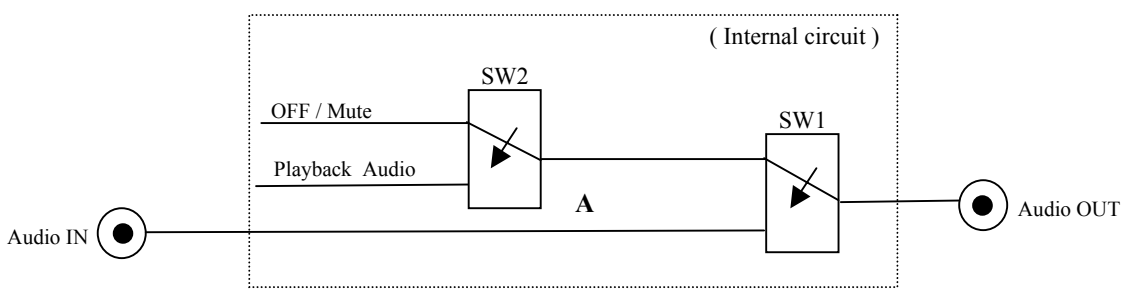 ( Internal circuit )
SW2
OFF / Mute
SW1
Playback Audio
A
Audio IN
Audio OUT